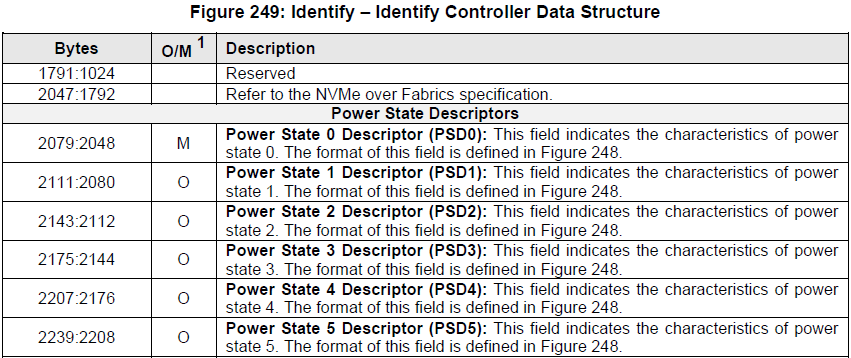 Figure 249: Identify – Identify Controller Data Structure
Bytes O/M 1 Description
1791:1024 Reserved
2047:1792 Refer to the NVMe over Fabrics specification.
Power State Descriptors
2079:2048 M Power State 0 Descriptor (PSD0): This field indicates the characteristics of power
state 0. The format of this field is defined in Figure 248.
2111:2080 O Power State 1 Descriptor (PSD1): This field indicates the characteristics of power
state 1. The format of this field is defined in Figure 248.
2143:2112 O Power State 2 Descriptor (PSD2): This field indicates the characteristics of power
state 2. The format of this field is defined in Figure 248.
2175:2144 O Power State 3 Descriptor (PSD3): This field indicates the characteristics of power
state 3. The format of this field is defined in Figure 248.
2207:2176 O Power State 4 Descriptor (PSD4): This field indicates the characteristics of power
state 4. The format of this field is defined in Figure 248.
2239:2208 O Power State 5 Descriptor (PSD5): This field indicates the characteristics of power
state 5. The format of this field is defined in Figure 248.